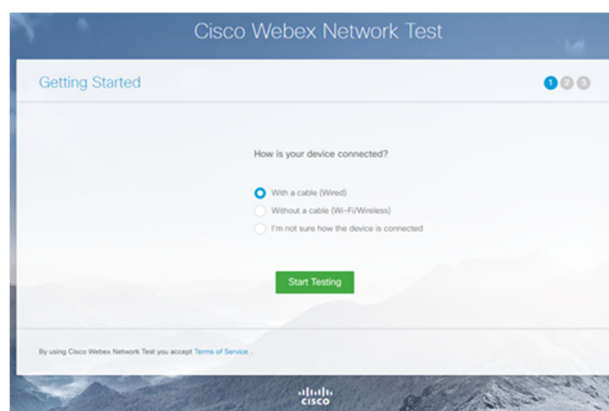 Cisco Webex Network Test
Getting Started
1 2 3
How is your device connected?
With a cable (Wired)
Without a cable (Wi-Fi/Wireless)
I'm not sure how the device is connected
Start Testing
By using Cisco Webex Network Test you accept Terms of Service .
cisco